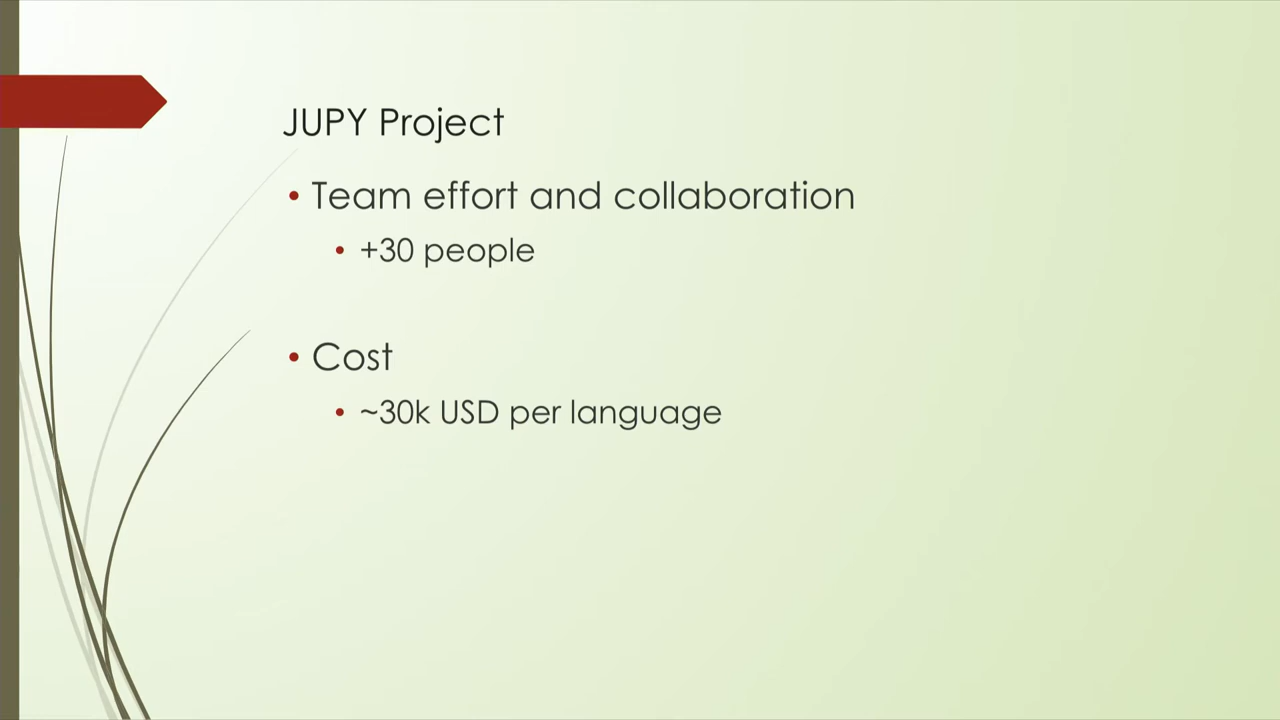 JUPY Project
• Team effort and collaboration
• +30 people
• Cost
• ~30k USD per language